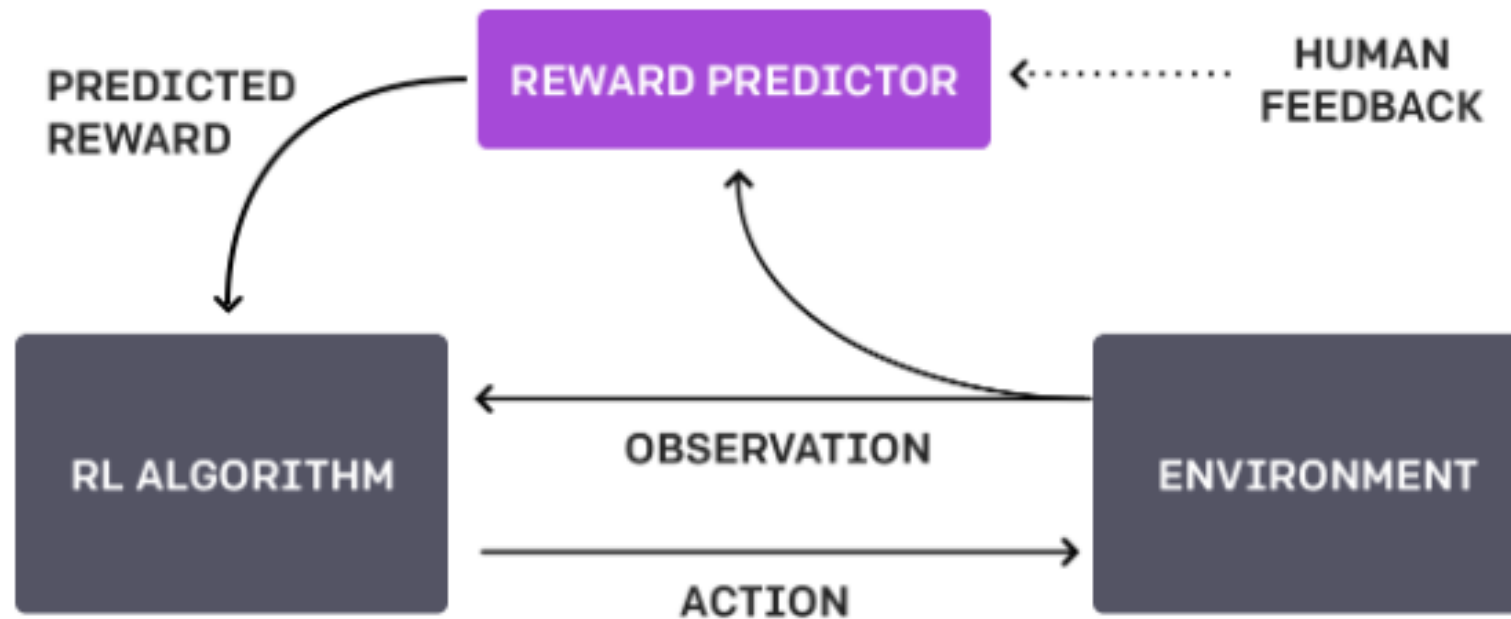 PREDICTED
REWARD
REWARD PREDICTOR
HUMAN
FEEDBACK
OBSERVATION
RL ALGORITHM
ENVIRONMENT
ACTION